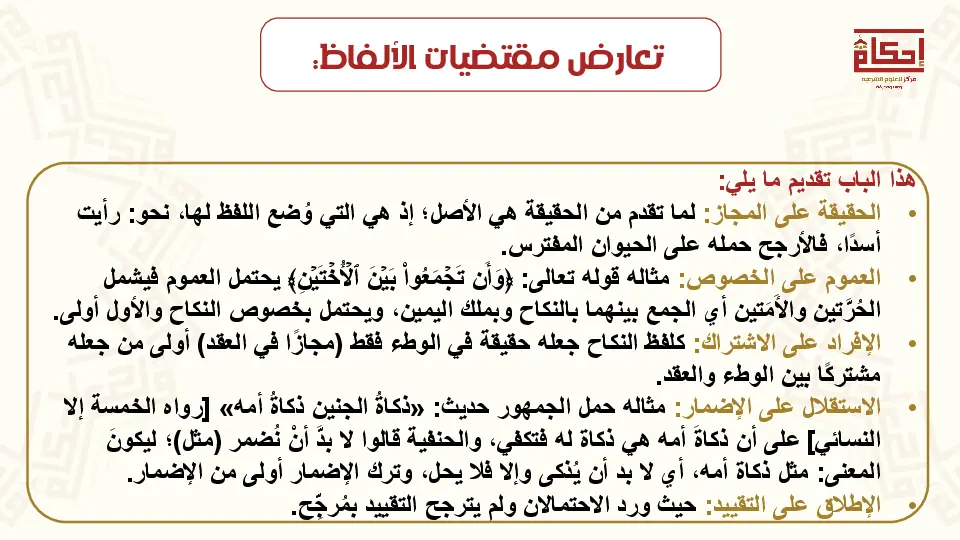 تعارض مقتضيات الألفاظ:
إحكام
مركز للعلوم الشرعية
هذا الباب تقديم ما يلي:
• الحقيقة على المجاز: لما تقدم من الحقيقة هي الأصل؛ إذ هي التي وُضع اللفظ لها، نحو: رأيت
أسدًا، فالأرجح حمله على الحيوان المفترس.
• العموم على الخصوص: مثاله قوله تعالى: ﴿وَأَن تَجۡمَعُواْ بَيۡنَ ٱلۡأُخۡتَيۡنِ﴾ يحتمل العموم فيشمل
الحُرَّتين والأَمَتين أي الجمع بينهما بالنكاح وبملك اليمين، ويحتمل بخصوص النكاح والأول أولى.
• الإفراد على الاشتراك: كلفظ النكاح جعله حقيقة في الوطء فقط (مجازًا في العقد) أولى من جعله
مشتركًا بين الوطء والعقد.
• الاستقلال على الإضمار: مثاله حمل الجمهور حديث: «ذكاةُ الجنين ذكاةُ أمه» [رواه الخمسة إلا
النسائي] على أن ذكاةَ أمه هي ذكاة له فتكفي، والحنفية قالوا لا بدَّ أنْ نُضمر (مثل)؛ ليكونَ
المعنى: مثل ذكاة أمه، أي لا بد أن يُذكى وإلا فلا يحل، وترك الإضمار أولى من الإضمار.
• الإطلاق على التقييد: حيث ورد الاحتمالان ولم يترجح التقييد بمُرجِّح.